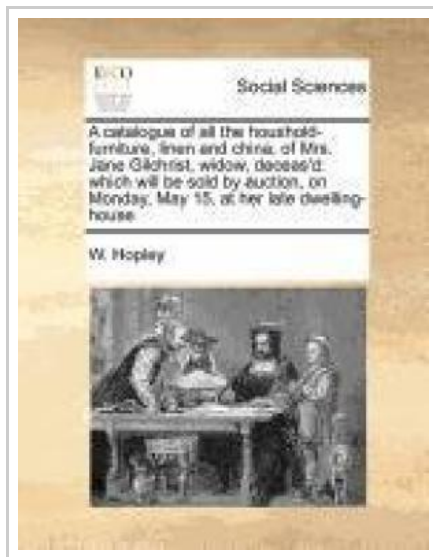 ECCO
Social Sciences
A catalogue of all the houshold-
furniture, linen and china, of Mrs.
Jane Gilchrist, widow, deceas'd;
which will be sold by auction, on
Monday, May 15, at her late dwelling-
house
W. Hopley